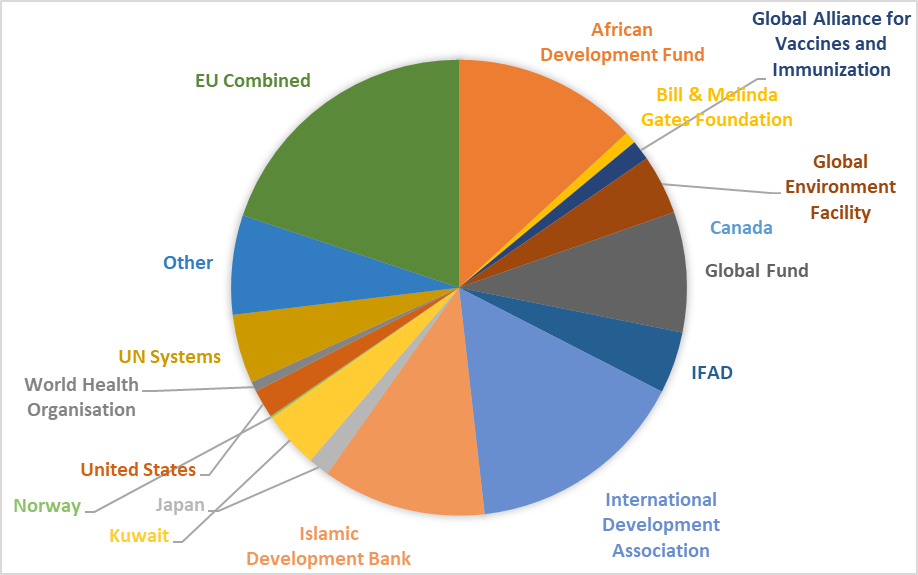 African
Development Fund
Global Alliance for
Vaccines and
Immunization
Bill & Melinda
Gates Foundation
Global
Environment
Facility
Canada
Global Fund
IFAD
International
Development
Association
Islamic
Development Bank
Japan
Kuwait
Norway
United States
World Health
Organisation
UN Systems
Other
EU Combined